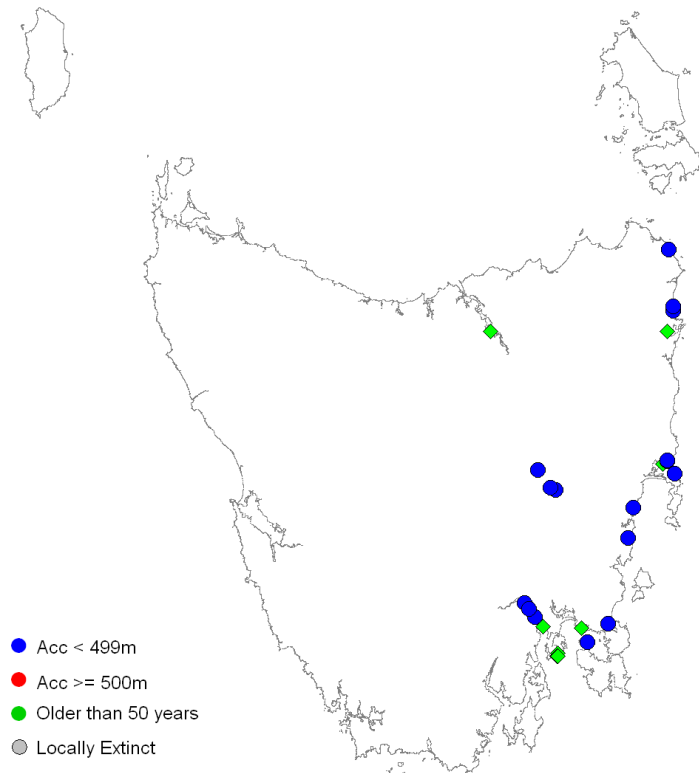 Acc < 499m
Acc >= 500m
Older than 50 years
Locally Extinct